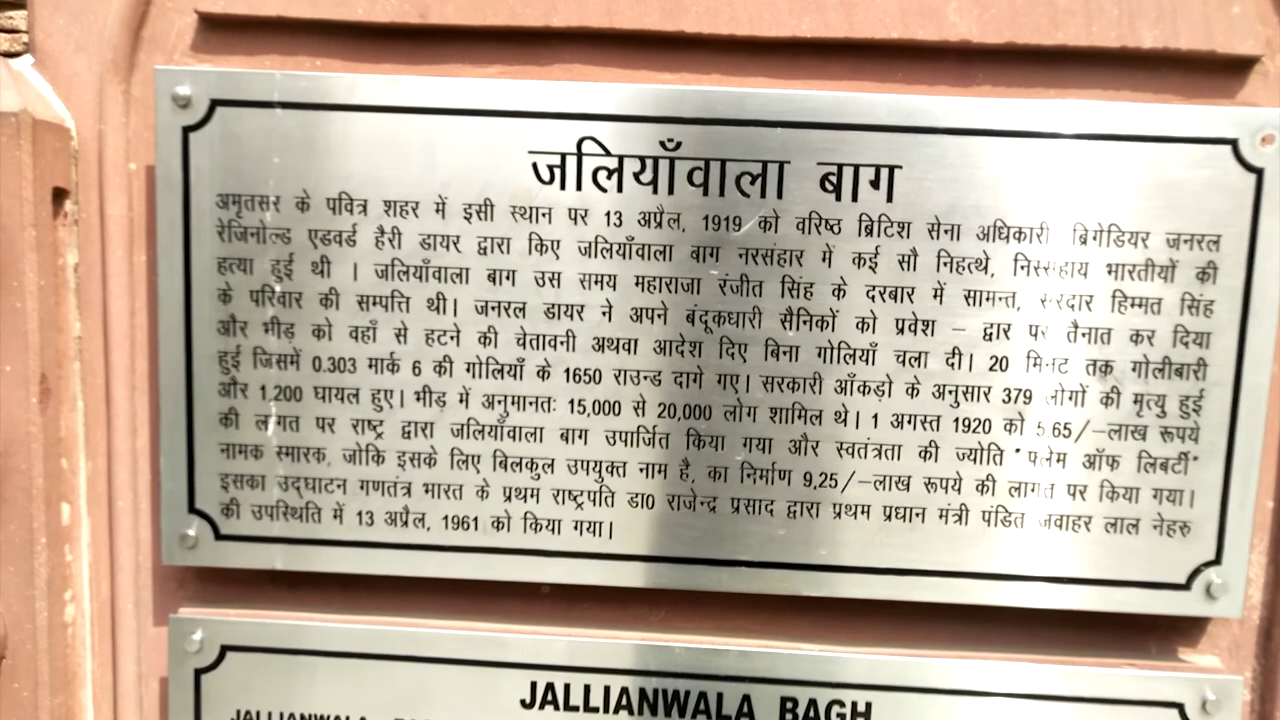 जलियाँवाला बाग
अमृतसर के पवित्र शहर में इसी स्थान पर 13 अप्रैल, 1919 को वरिष्ठ ब्रिटिश सेना अधिकारी ब्रिगेडियर जनरल
रेजिनोल्ड एडवर्ड हैरी डायर द्वारा किए जलियाँवाला बाग नरसंहार में कई सौ निहत्थे, निस्सहाय भारतीयों की
हत्या हुई थी । जलियाँवाला बाग उस समय महाराजा रंजीत सिंह के दरबार में सामन्त, सरदार हिम्मत सिंह
के परिवार की सम्पत्ति थी। जनरल डायर ने अपने बंदूकधारी सैनिकों को प्रवेश – द्वार पर तैनात कर दिया
और भीड़ को वहाँ से हटने की चेतावनी अथवा आदेश दिए बिना गोलियाँ चला दी। 20 मिनट तक गोलीबारी
हुई जिसमें 0.303 मार्क 6 की गोलियाँ के 1650 राउन्ड दागे गए। सरकारी आँकड़ो के अनुसार 379 लोगों की मृत्यु हुई
और 1,200 घायल हुए। भीड़ में अनुमानतः 15,000 से 20,000 लोग शामिल थे। 1 अगस्त 1920 को 5.65/–लाख रूपये
की लागत पर राष्ट्र द्वारा जलियाँवाला बाग उपार्जित किया गया और स्वतंत्रता की ज्योति "फ्लेम ऑफ लिबर्टी"
नामक स्मारक, जोकि इसके लिए बिलकुल उपयुक्त नाम है, का निर्माण 9,25/–लाख रूपये की लागत पर किया गया।
इसका उद्घाटन गणतंत्र भारत के प्रथम राष्ट्रपति डा0 राजेन्द्र प्रसाद द्वारा प्रथम प्रधान मंत्री पंडित जवाहर लाल नेहरु
की उपस्थिति में 13 अप्रैल, 1961 को किया गया।
JALLIANWALA BAGH
JALLIANWALA